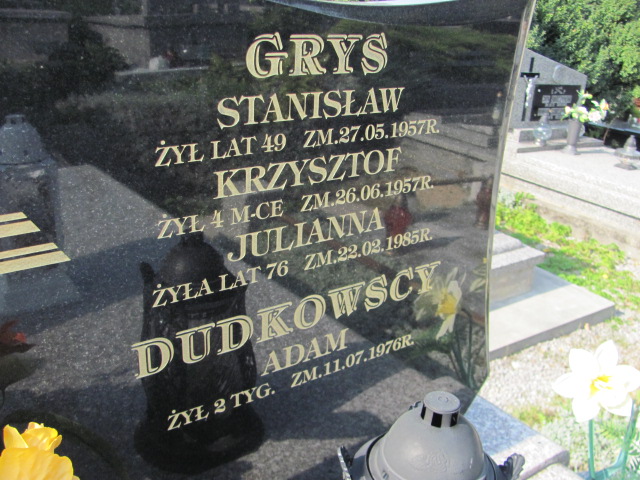 GRYS
STANISŁAW
ŻYŁ LAT 49 ZM.27.05.1957R.
KRZYSZTOF
ŻYŁ 4 M-CE ZM.26.06.1957R.
JULIANNA
ŻYŁA LAT 76 ZM.22.02.1985R.
DUDKOWSCY
ADAM
ŻYŁ 2 TYG. ZM.11.07.1976R.